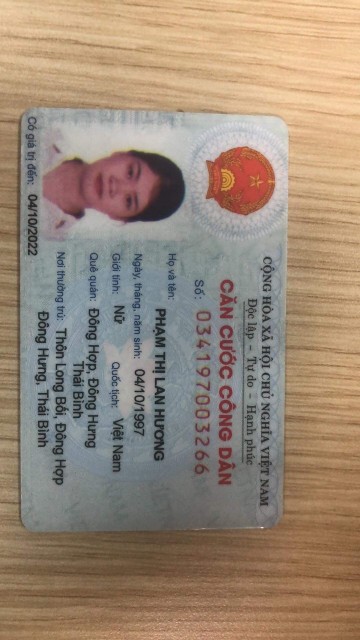 CỘNG HÒA XÃ HỘI CHỦ NGHĨA VIỆT NAM
Độc lập - Tự do - Hạnh phúc
CĂN CƯỚC CÔNG DÂN
Số: 034197003266
Họ và tên:
PHẠM THỊ LAN HƯƠNG
Ngày, tháng, năm sinh: 04/10/1997
Giới tính: Nữ Quốc tịch: Việt Nam
Quê quán: Đông Hợp, Đông Hưng
Thái Bình
Nơi thường trú: Thôn Long Bối, Đông Hợp
Đông Hưng, Thái Bình
Có giá trị đến: 04/10/2022